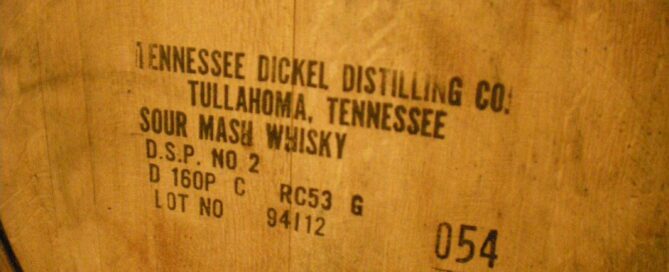 TENNESSEE DICKEL DISTILLING CO.
TULLAHOMA, TENNESSEE
SOUR MASH WHISKY
D.S.P. NO 2
D 160P C RC53 G
LOT NO 94112
054